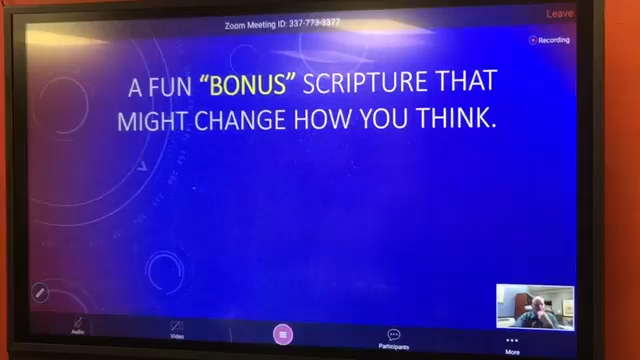 Zoom Meeting ID: 337-773-3377
Leave
Recording
A FUN “BONUS” SCRIPTURE THAT
MIGHT CHANGE HOW YOU THINK.
Audio
Video
Participants
More